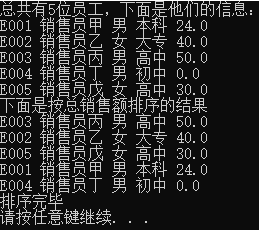 总共有5位员工，下面是他们的信息：
E001 销售员甲 男 本科 24.0
E002 销售员乙 女 大专 40.0
E003 销售员丙 男 高中 50.0
E004 销售员丁 男 初中 0.0
E005 销售员戊 女 高中 30.0
下面是按总销售额排序的结果
E003 销售员丙 男 高中 50.0
E002 销售员乙 女 大专 40.0
E005 销售员戊 女 高中 30.0
E001 销售员甲 男 本科 24.0
E004 销售员丁 男 初中 0.0
排序完毕
请按任意键继续. . .